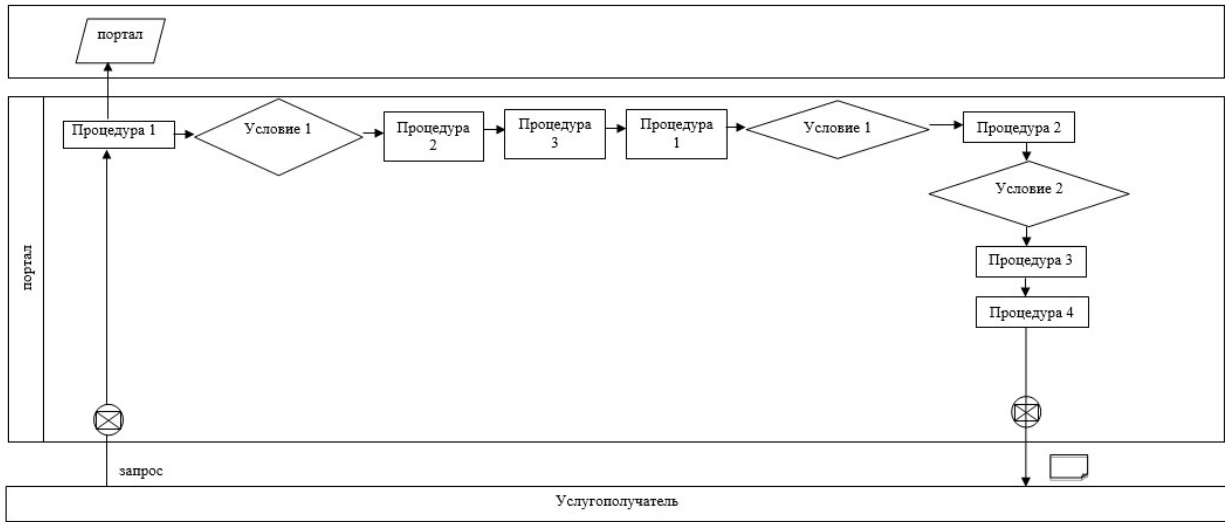 портал
Процедура 1
Условие 1
Процедура
2
Процедура
3
Процедура
1
Условие 1
Процедура 2
Условие 2
Процедура 3
Процедура 4
портал
запрос
Услугополучатель